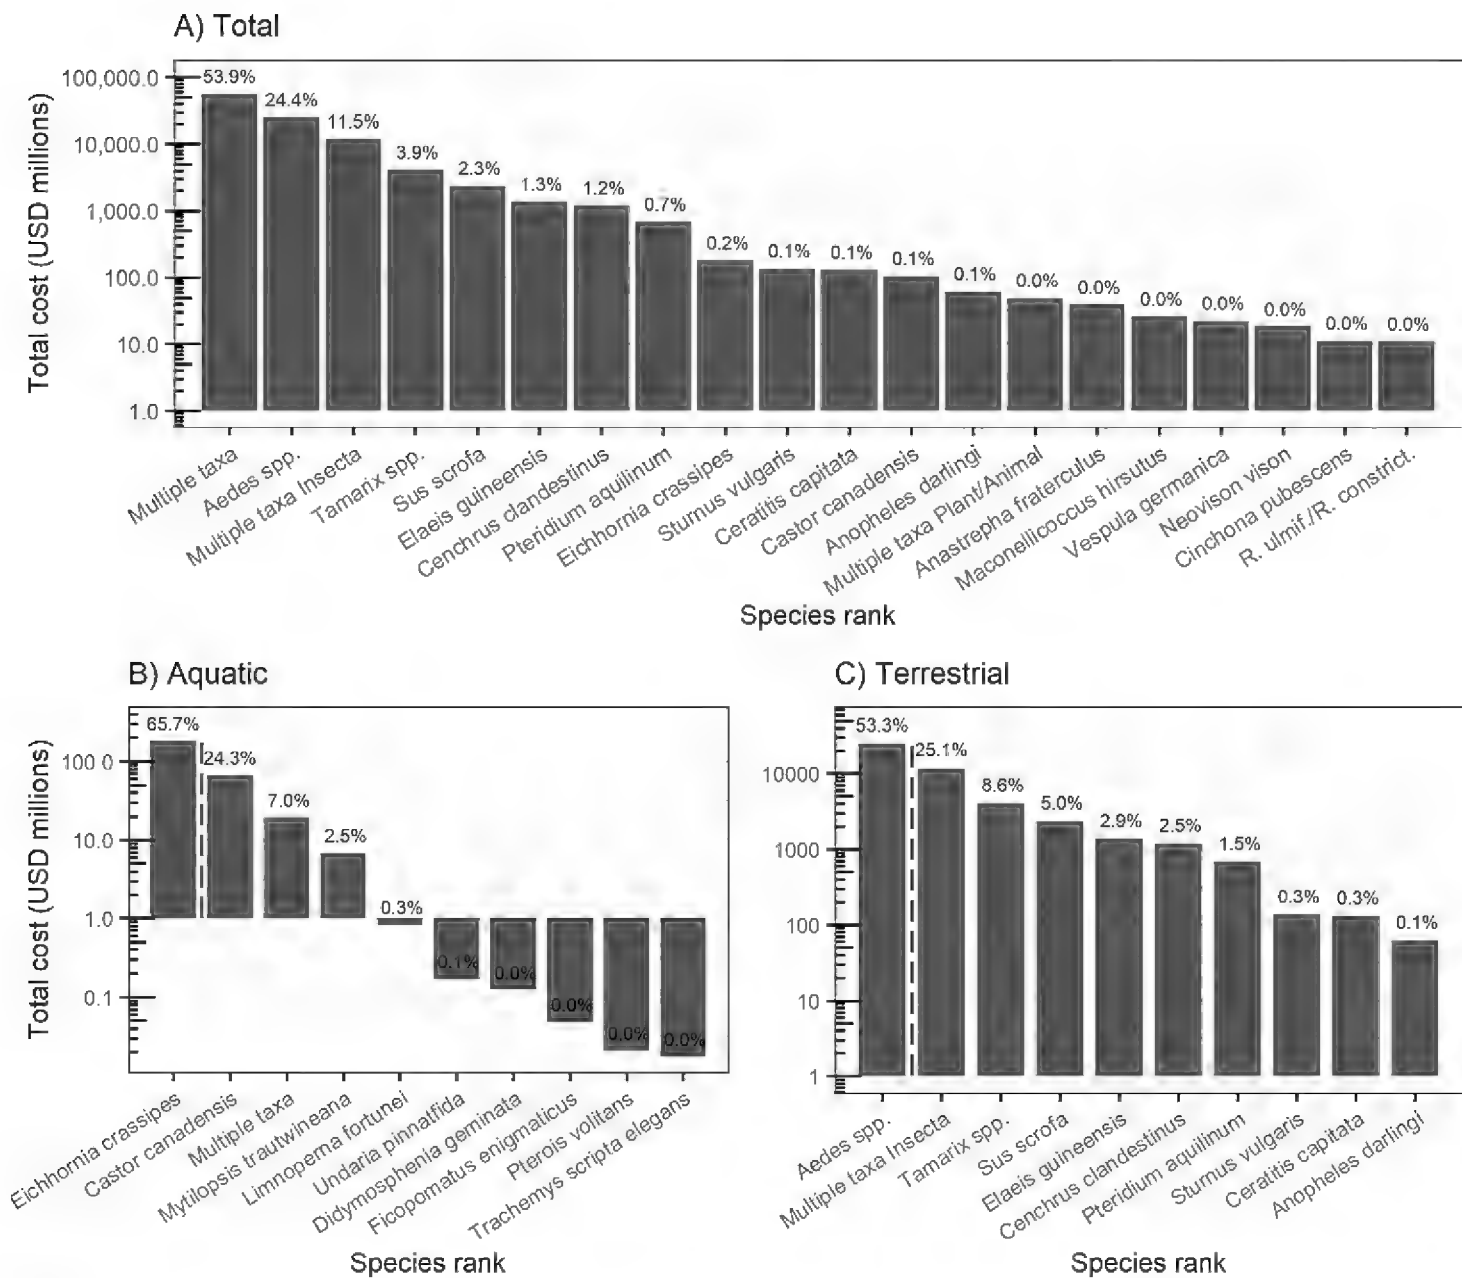 A) Total
Total cost (USD millions)
100,000.0
10,000.0
1,000.0
100.0
10.0
1.0
53.9%
24.4%
11.5%
3.9%
2.3%
1.3%
1.2%
0.7%
0.2%
0.1%
0.1%
0.1%
0.1%
0.0%
0.0%
0.0%
0.0%
0.0%
0.0%
0.0%
Multiple taxa
Aedes spp.
Multiple taxa Insecta
Tamarix spp.
Sus scrofa
Elaeis guineensis
Cenchrus clandestinus
Pteridium aquilinum
Eichhornia crassipes
Sturnus vulgaris
Ceratitis capitata
Castor canadensis
Anopheles darlingi
Multiple taxa Plant/Animal
Anastrepha fraterculus
Maconellicoccus hirsutus
Vespula germanica
Neovison vison
Cinchona pubescens
R. ulmif./R. constrict.
Species rank
B) Aquatic
Total cost (USD millions)
100.0
10.0
1.0
0.1
65.7%
24.3%
7.0%
2.5%
0.3%
0.1%
0.0%
0.0%
0.0%
0.0%
Eichhornia crassipes
Castor canadensis
Multiple taxa
Mytilopsis trautwineana
Limnoperna fortunei
Undaria pinnatfida
Didymosphenia geminata
Ficopomatus enigmaticus
Pterois volitans
Trachemys scripta elegans
Species rank
C) Terrestrial
10000
1000
100
10
1
53.3%
25.1%
8.6%
5.0%
2.9%
2.5%
1.5%
0.3%
0.3%
0.1%
Aedes spp.
Multiple taxa Insecta
Tamarix spp.
Sus scrofa
Elaeis guineensis
Cenchrus clandestinus
Pteridium aquilinum
Sturnus vulgaris
Ceratitis capitata
Anopheles darlingi
Species rank